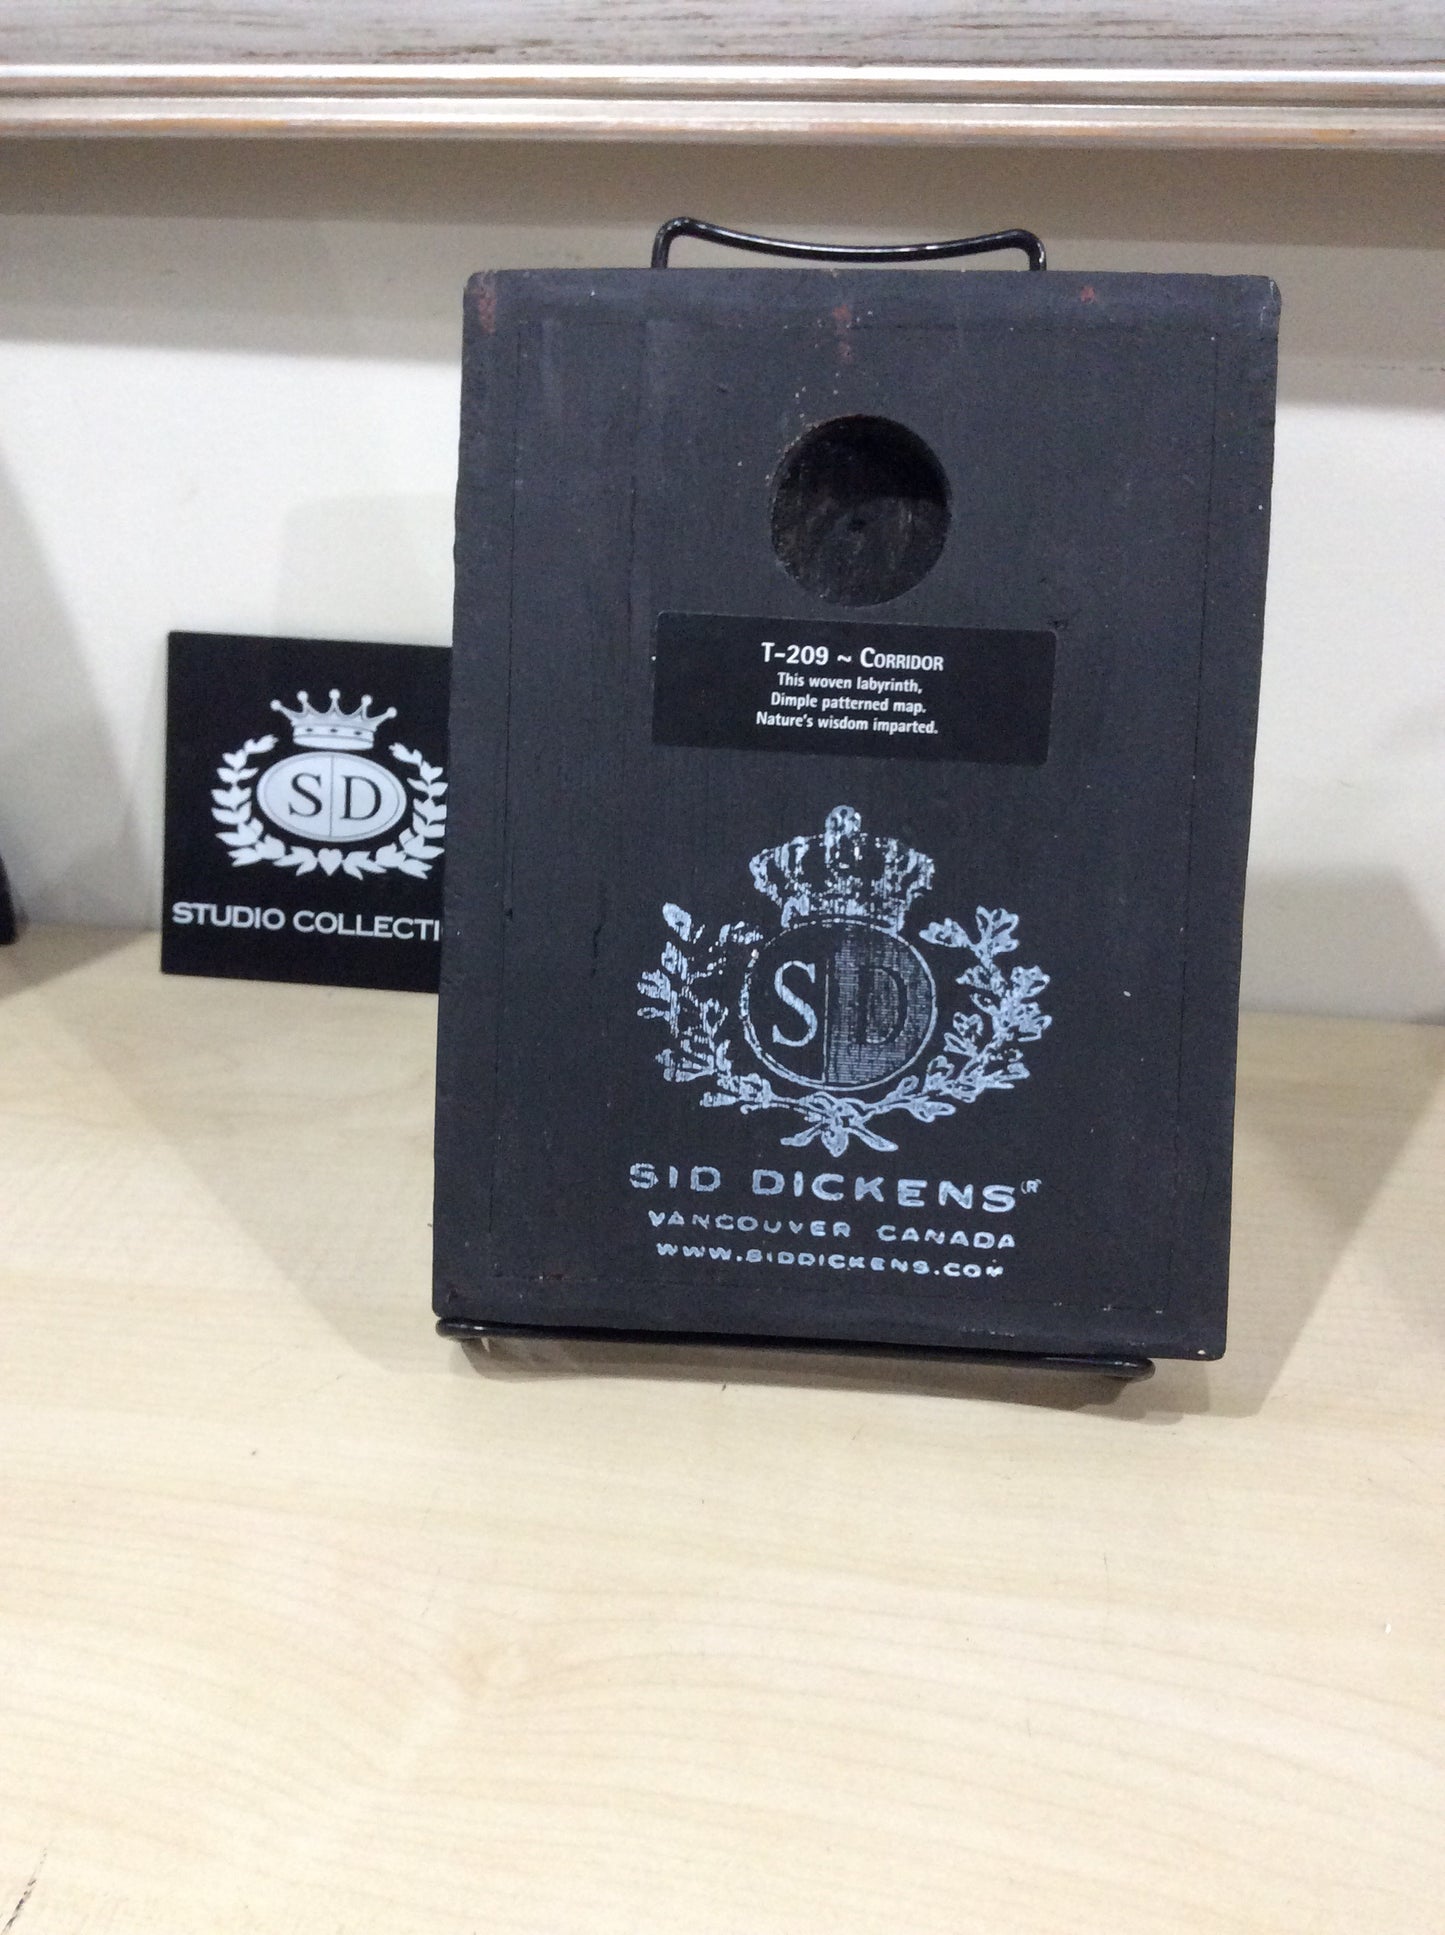 T-209 ~ CORRIDOR
This woven labyrinth,
Dimple patterned map.
Nature's wisdom imparted.
S D
SID DICKENS®
VANCOUVER CANADA
WWW.SIDDICKENS.COM
S D
STUDIO COLLECTI